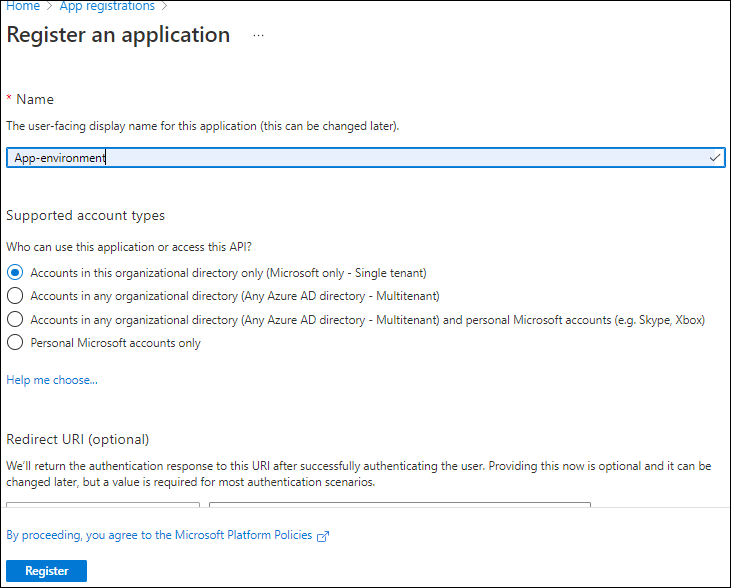 Home > App registrations >
Register an application ...
* Name
The user-facing display name for this application (this can be changed later).
App-environment
Supported account types
Who can use this application or access this API?
Accounts in this organizational directory only (Microsoft only - Single tenant)
Accounts in any organizational directory (Any Azure AD directory - Multitenant)
Accounts in any organizational directory (Any Azure AD directory - Multitenant) and personal Microsoft accounts (e.g. Skype, Xbox)
Personal Microsoft accounts only
Help me choose...
Redirect URI (optional)
We'll return the authentication response to this URI after successfully authenticating the user. Providing this now is optional and it can be
changed later, but a value is required for most authentication scenarios.
By proceeding, you agree to the Microsoft Platform Policies
Register